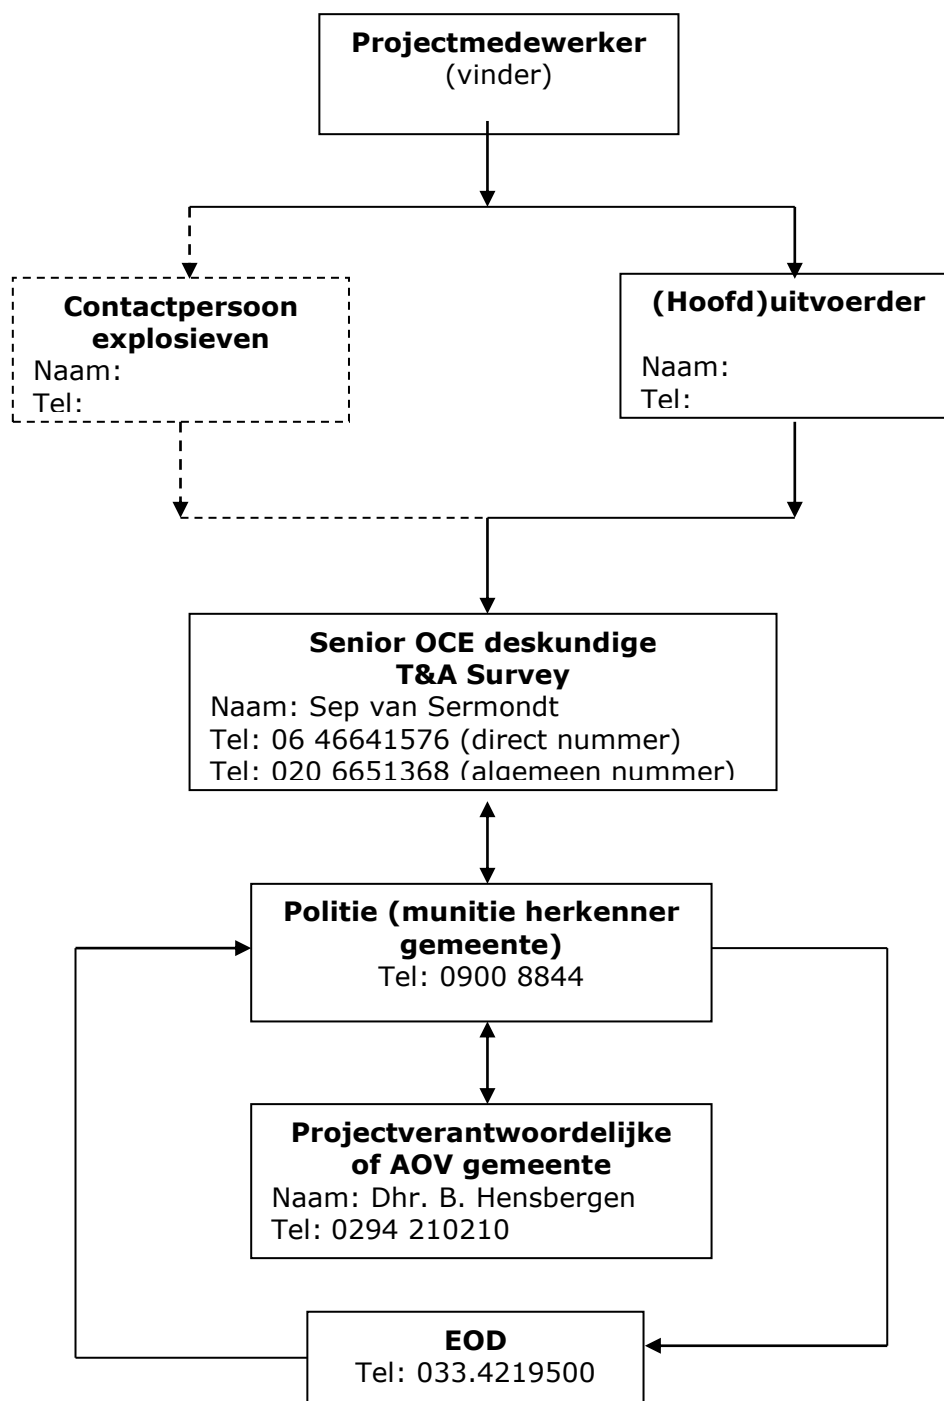 Projectmedewerker
(vinder)
Contactpersoon
explosieven
Naam:
Tel:
(Hoofd)uitvoerder
Naam:
Tel:
Senior OCE deskundige
T&A Survey
Naam: Sep van Sermondt
Tel: 06 46641576 (direct nummer)
Tel: 020 6651368 (algemeen nummer)
Politie (munitie herkenner
gemeente)
Tel: 0900 8844
Projectverantwoordelijke
of AOV gemeente
Naam: Dhr. B. Hensbergen
Tel: 0294 210210
EOD
Tel: 033.4219500